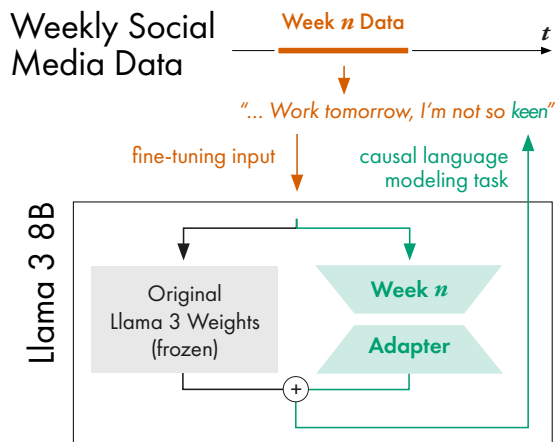 Weekly Social
Media Data
Week n Data
t
"... Work tomorrow, I'm not so keen"
fine-tuning input
causal language
modeling task
Llama 3 8B
Original
Llama 3 Weights
(frozen)
Week n
Adapter
+